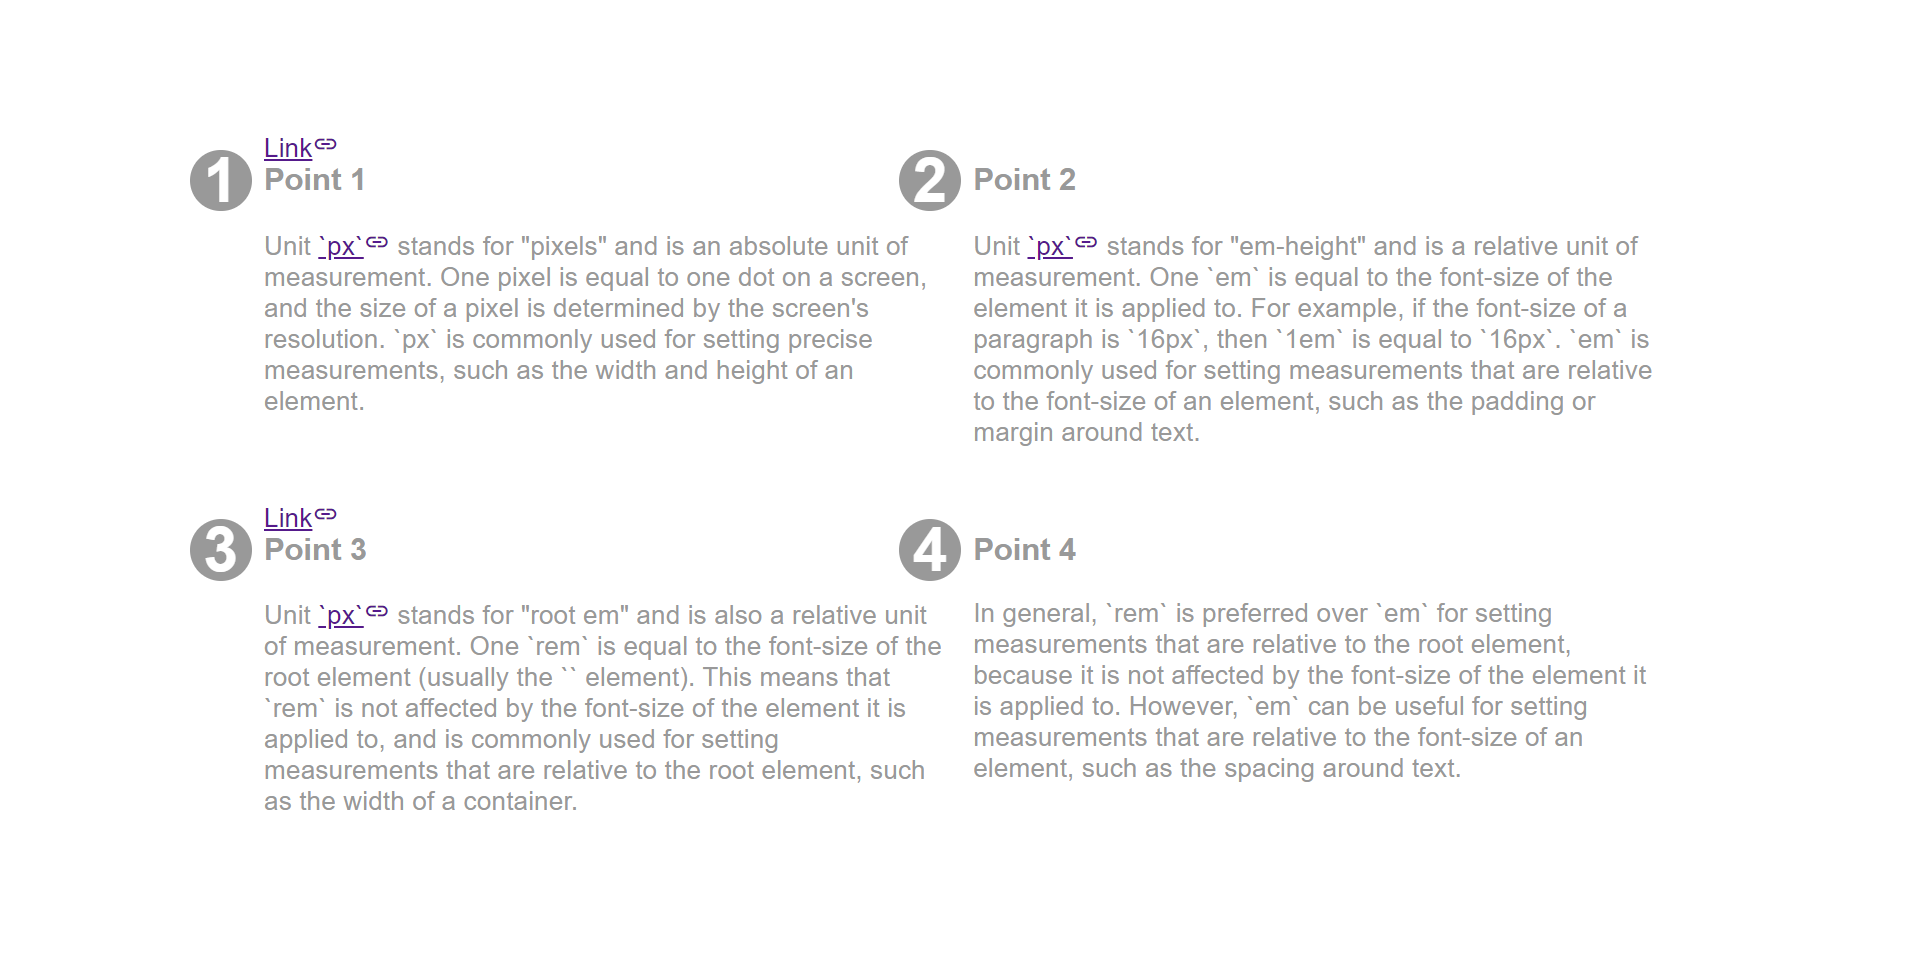 Link
1 Point 1
Unit `px` stands for "pixels" and is an absolute unit of
measurement. One pixel is equal to one dot on a screen,
and the size of a pixel is determined by the screen's
resolution. `px` is commonly used for setting precise
measurements, such as the width and height of an
element.
2 Point 2
Unit `px` stands for "em-height" and is a relative unit of
measurement. One `em` is equal to the font-size of the
element it is applied to. For example, if the font-size of a
paragraph is `16px`, then `1em` is equal to `16px`. `em` is
commonly used for setting measurements that are relative
to the font-size of an element, such as the padding or
margin around text.
Link
3 Point 3
Unit `px` stands for "root em" and is also a relative unit
of measurement. One `rem` is equal to the font-size of the
root element (usually the `` element). This means that
`rem` is not affected by the font-size of the element it is
applied to, and is commonly used for setting
measurements that are relative to the root element, such
as the width of a container.
4 Point 4
In general, `rem` is preferred over `em` for setting
measurements that are relative to the root element,
because it is not affected by the font-size of the element it
is applied to. However, `em` can be useful for setting
measurements that are relative to the font-size of an
element, such as the spacing around text.